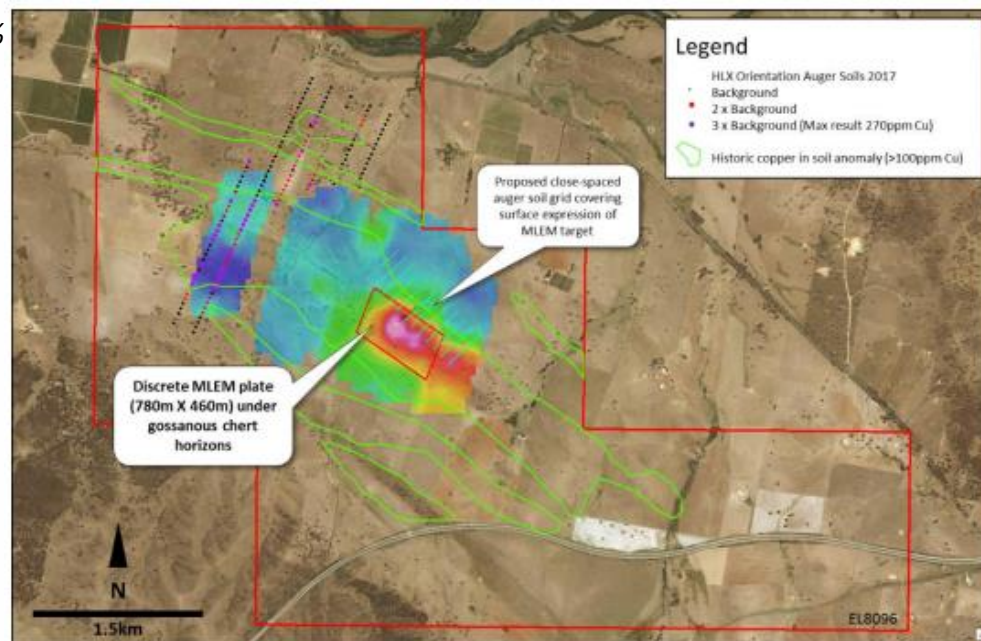 Legend
HLX Orientation Auger Soils 2017
Background
2 x Background
3 x Background (Max result 270ppm Cu)
Historic copper in soil anomaly (>100ppm Cu)
Proposed close-spaced
auger soil grid covering
surface expression of
MLEM target
Discrete MLEM plate
(780m X 460m) under
gossanous chert
horizons
N
1.5km
EL8096